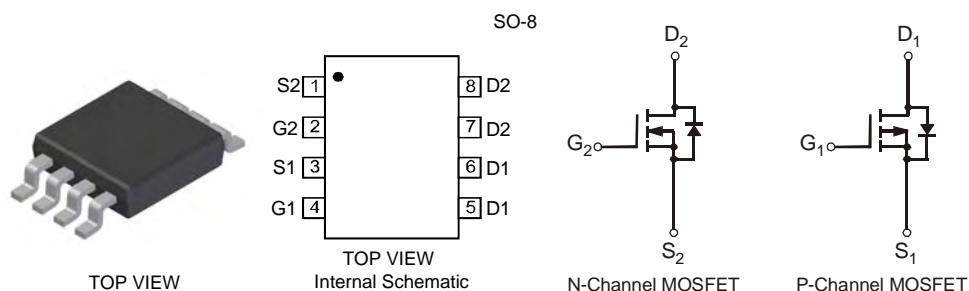 SO-8
S2 1 8 D2
G2 2 7 D2
S1 3 6 D1
G1 4 5 D1
D2
G2
S2
D1
G1
S1
TOP VIEW
TOP VIEW
Internal Schematic
N-Channel MOSFET
P-Channel MOSFET